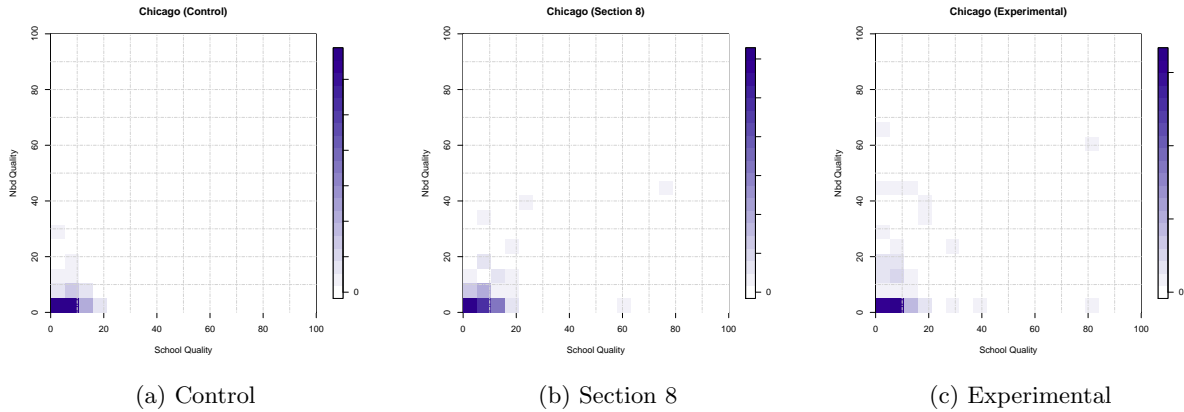 Chicago (Control)
100
80
60
40
20
0
Nbd Quality
0 20 40 60 80 100
School Quality
0
(a) Control
Chicago (Section 8)
100
80
60
40
20
0
Nbd Quality
0 20 40 60 80 100
School Quality
0
(b) Section 8
Chicago (Experimental)
100
80
60
40
20
0
Nbd Quality
0 20 40 60 80 100
School Quality
0
(c) Experimental